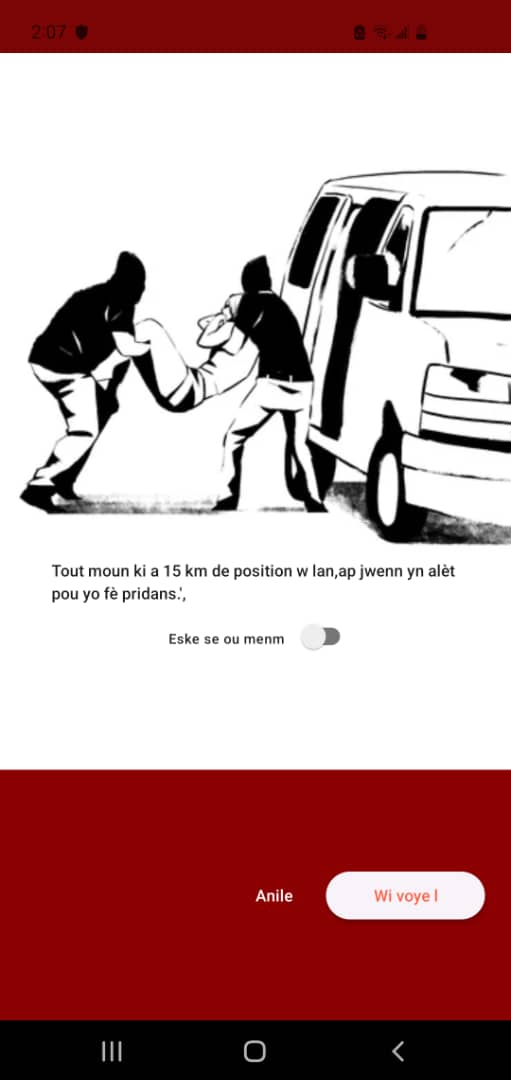 2:07
Tout moun ki a 15 km de position w lan,ap jwenn yn alèt
pou yo fè pridans.',
Eske se ou menm
Anile
Wi voye l